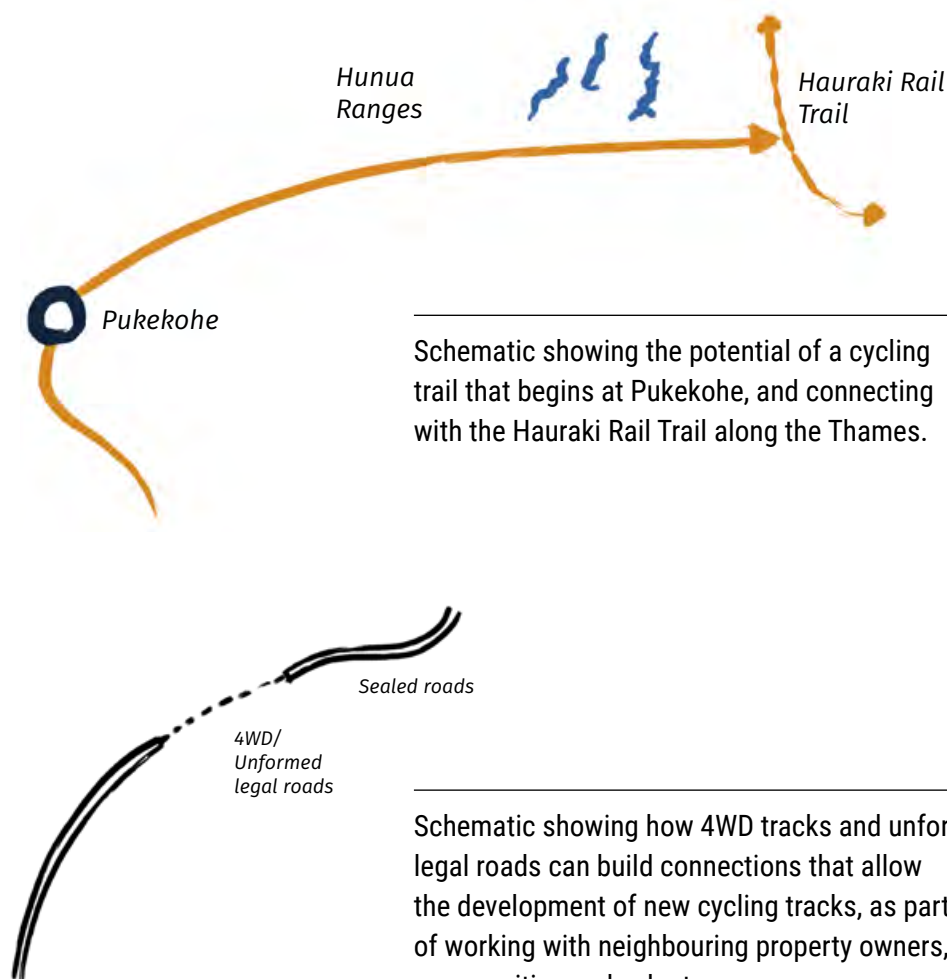 Hunua
Ranges
Hauraki Rail
Trail
Pukekohe
Schematic showing the potential of a cycling
trail that begins at Pukekohe, and connecting
with the Hauraki Rail Trail along the Thames.
Sealed roads
4WD/
Unformed
legal roads
Schematic showing how 4WD tracks and
legal roads can build connections that allow
the development of new cycling tracks, as part
of working with neighbouring property owners,